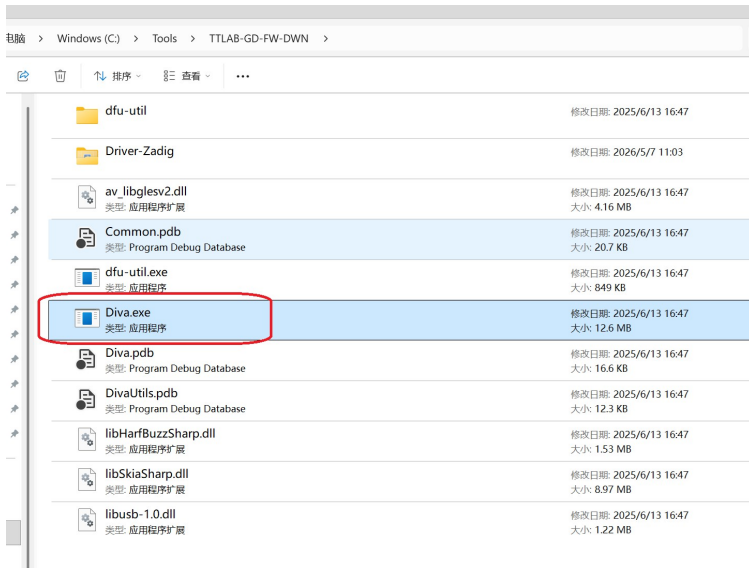 电脑 > Windows (C:) > Tools > TTLAB-GD-FW-DWN >
排序 查看 •••
dfu-util 修改日期: 2025/6/13 16:47
Driver-Zadig 修改日期: 2026/5/7 11:03
av_libglesv2.dll 修改日期: 2025/6/13 16:47
类型: 应用程序扩展 大小: 4.16 MB
Common.pdb 修改日期: 2025/6/13 16:47
类型: Program Debug Database 大小: 20.7 KB
dfu-util.exe 修改日期: 2025/6/13 16:47
类型: 应用程序 大小: 849 KB
Diva.exe 修改日期: 2025/6/13 16:47
类型: 应用程序 大小: 12.6 MB
Diva.pdb 修改日期: 2025/6/13 16:47
类型: Program Debug Database 大小: 16.6 KB
DivaUtils.pdb 修改日期: 2025/6/13 16:47
类型: Program Debug Database 大小: 12.3 KB
libHarfBuzzSharp.dll 修改日期: 2025/6/13 16:47
类型: 应用程序扩展 大小: 1.53 MB
libSkiaSharp.dll 修改日期: 2025/6/13 16:47
类型: 应用程序扩展 大小: 8.97 MB
libusb-1.0.dll 修改日期: 2025/6/13 16:47
类型: 应用程序扩展 大小: 1.22 MB